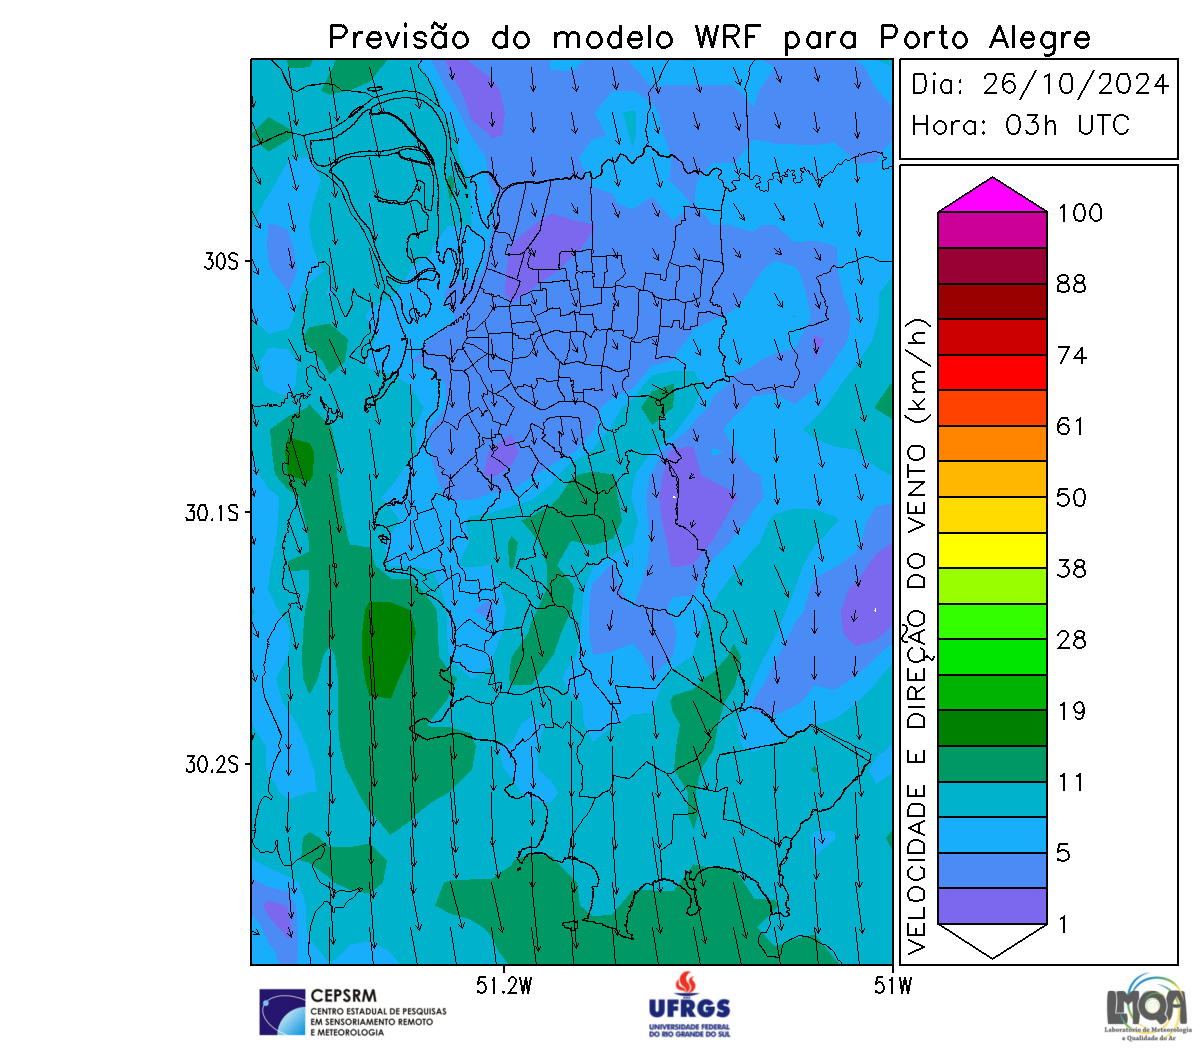 Previsão do modelo WRF para Porto Alegre
Dia: 26/10/2024
Hora: 03h UTC
VELOCIDADE E DIREÇÃO DO VENTO (km/h)
100
88
74
61
50
38
28
19
11
5
1
30S
30.1S
30.2S
51.2W
51W
CEPSRM
CENTRO ESTADUAL DE PESQUISAS
EM SENSORIAMENTO REMOTO
E METEOROLOGIA
UFRGS
UNIVERSIDADE FEDERAL
DO RIO GRANDE DO SUL
LMQA
Laboratório de Meteorologia
e Qualidade do Ar